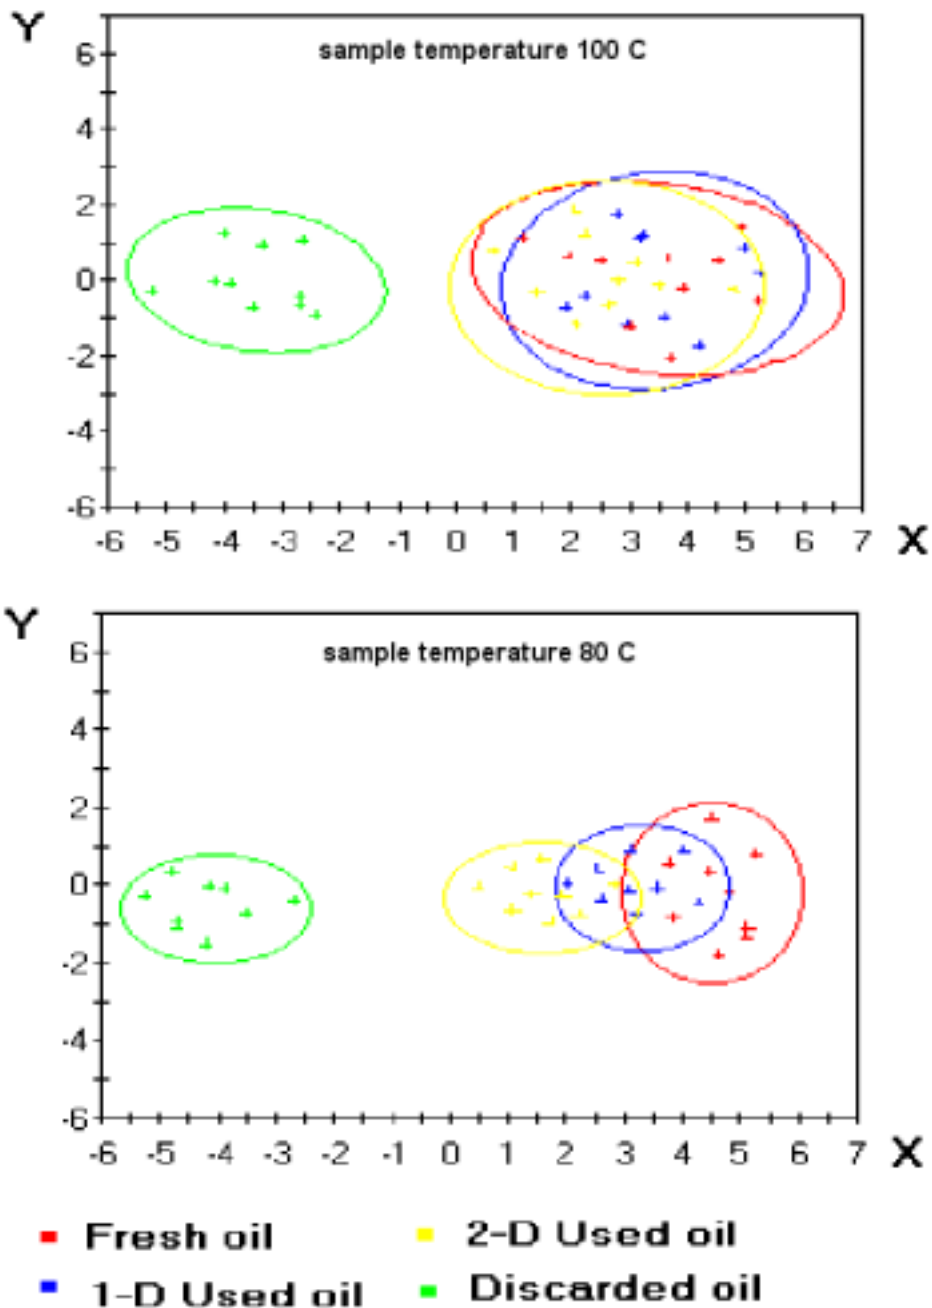 Y
sample temperature 100 C
6
4
2
0
-2
-4
-6
-6 -5 -4 -3 -2 -1 0 1 2 3 4 5 6 7 X
Y
sample temperature 80 C
6
4
2
0
-2
-4
-6
-6 -5 -4 -3 -2 -1 0 1 2 3 4 5 6 7 X
Fresh oil 2-D Used oil
1-D Used oil Discarded oil